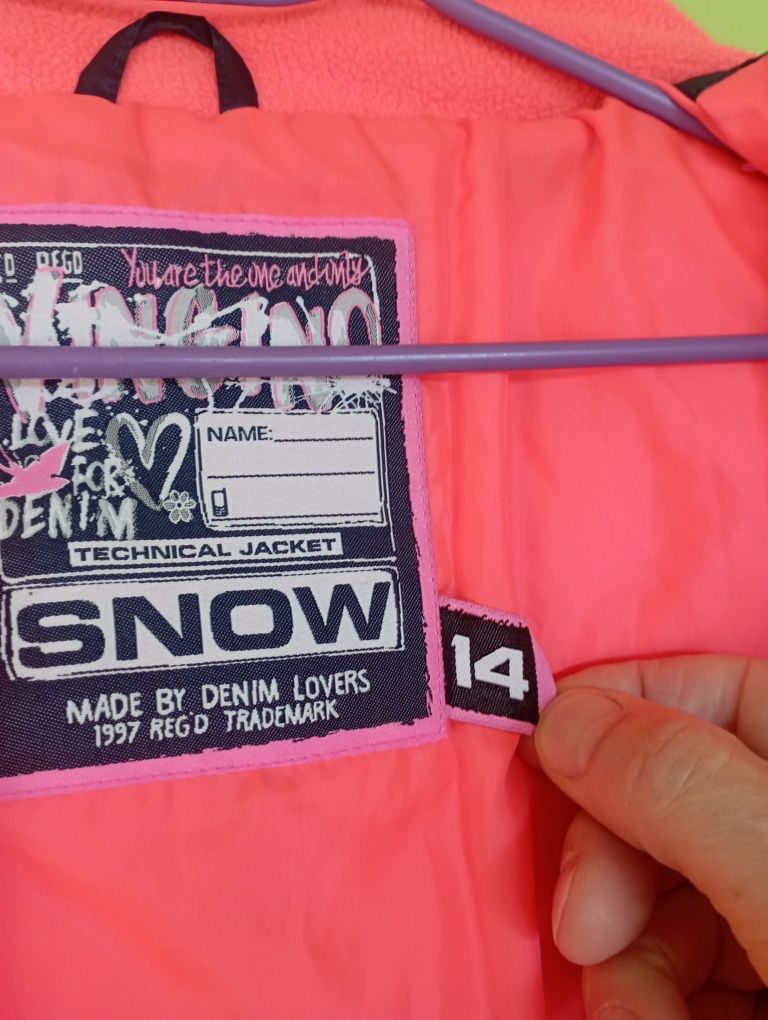 REGD
You are the one and only
VINGINO
LOVE
FOR
DENIM
NAME:
TECHNICAL JACKET
SNOW
14
MADE BY DENIM LOVERS
1997 REG'D TRADEMARK